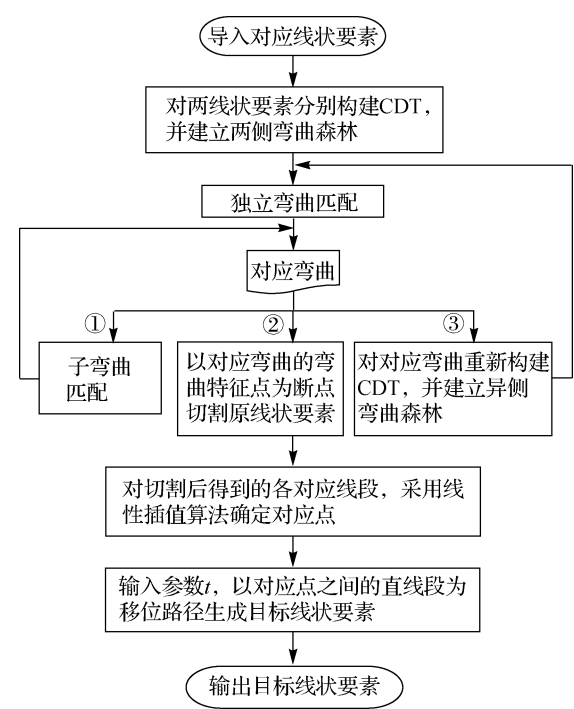 导入对应线状要素
对两线状要素分别构建CDT，
并建立两侧弯曲森林
独立弯曲匹配
对应弯曲
①
②
③
子弯曲
匹配
以对应弯曲的弯
曲特征点为断点
切割原线状要素
对对应弯曲重新构建
CDT，并建立异侧
弯曲森林
对切割后得到的各对应线段，采用线
性插值算法确定对应点
输入参数t，以对应点之间的直线段为
移位路径生成目标线状要素
输出目标线状要素